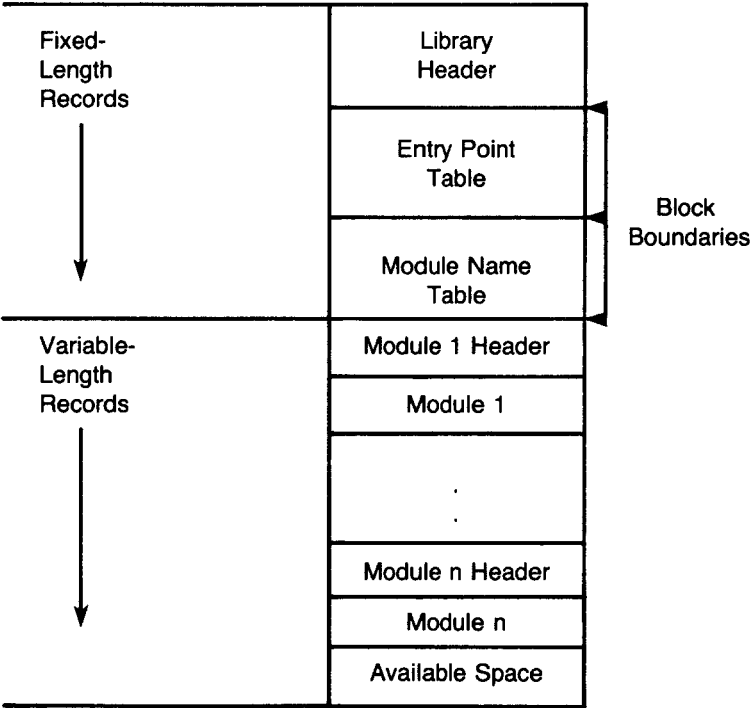 Fixed-
Length
Records
Library
Header
Entry Point
Table
Block
Boundaries
Module Name
Table
Variable-
Length
Records
Module 1 Header
Module 1
.
.
Module n Header
Module n
Available Space